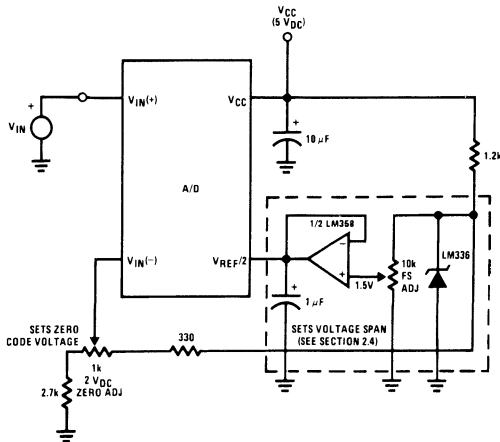 VCC
(5 VDC)
VIN(+)
VCC
+
VIN
+
10 μF
1.2k
A/D
1/2 LM358
VIN(−)
VREF/2
−
+
1.5V
10k
FS
ADJ
LM336
+
1 μF
SETS ZERO
CODE VOLTAGE
330
SETS VOLTAGE SPAN
(SEE SECTION 2.4)
1k
2 VDC
ZERO ADJ
2.7k